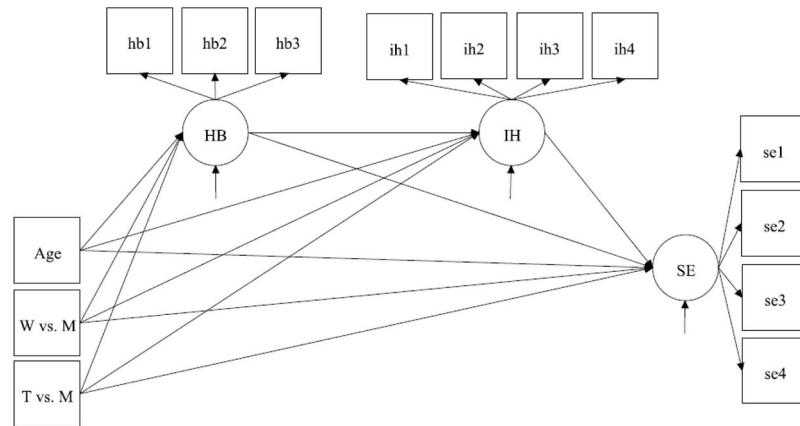 hb1
hb2
hb3
ih1
ih2
ih3
ih4
HB
IH
se1
se2
se3
se4
SE
Age
W vs. M
T vs. M